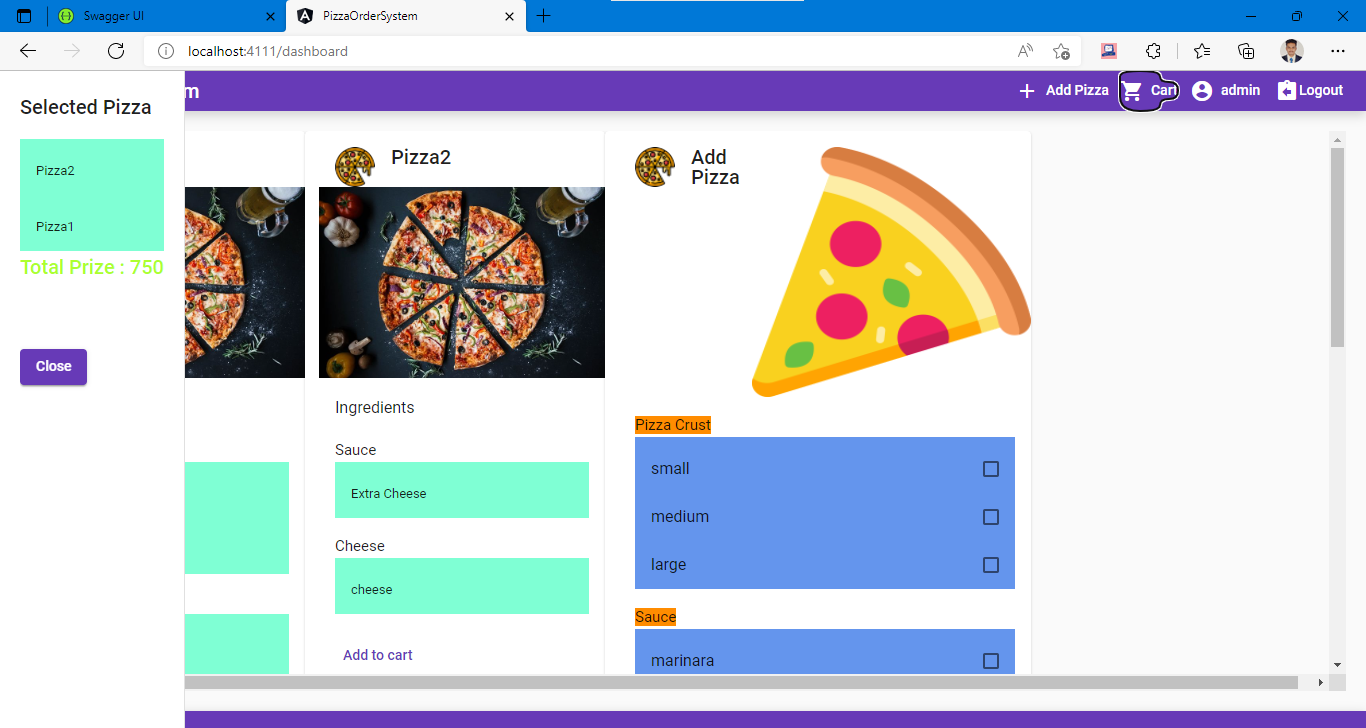 Swagger UI
PizzaOrderSystem
localhost:4111/dashboard
m
Add Pizza
Cart
admin
Logout
Selected Pizza
Pizza2
Pizza1
Total Prize : 750
Close
Pizza2
Ingredients
Sauce
Extra Cheese
Cheese
cheese
Add to cart
Add
Pizza
Pizza Crust
small
medium
large
Sauce
marinara